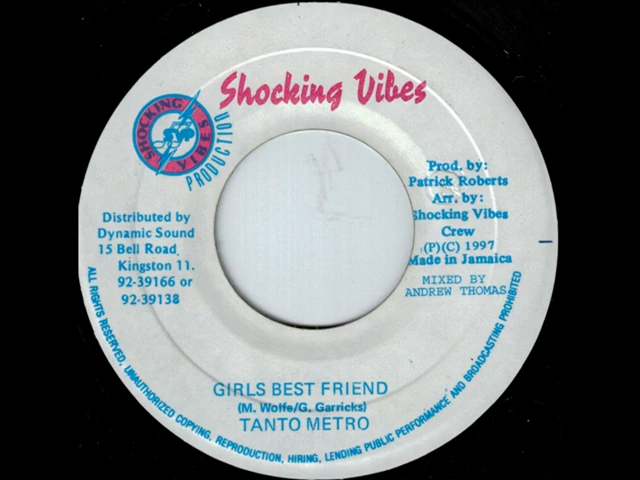 Shocking Vibes
SHOCKING VIBES
PRODUCTION
Prod. by:
Patrick Roberts
Arr. by:
Shocking Vibes
Crew
(P)(C) 1997
Made in Jamaica
MIXED BY
ANDREW THOMAS
Distributed by
Dynamic Sound
15 Bell Road,
Kingston 11.
92-39166 or
92-39138
GIRLS BEST FRIEND
(M. Wolfe/G. Garricks)
TANTO METRO
ALL RIGHTS RESERVED, UNAUTHORIZED COPYING, REPRODUCTION, HIRING, LENDING PUBLIC PERFORMANCE AND BROADCASTING PROHIBITED